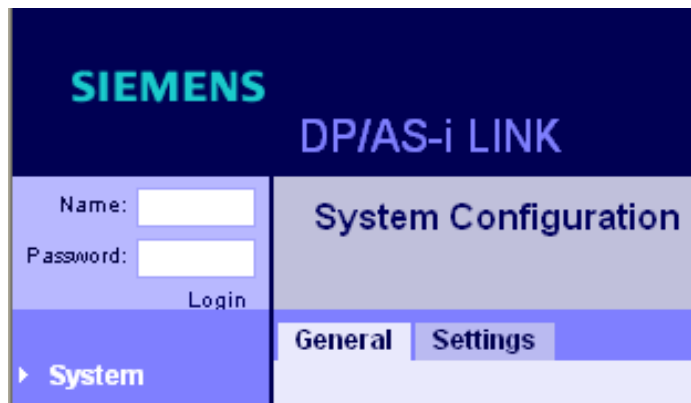 SIEMENS
DP/AS-i LINK
Name:
Password:
Login
System Configuration
General Settings
System